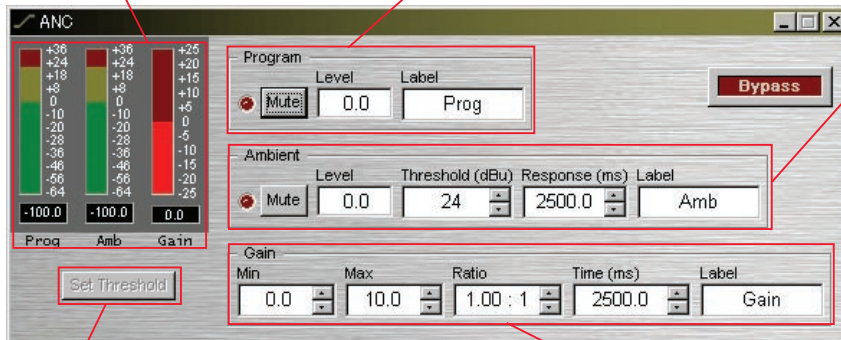 ANC
+36 +36 +25
+24 +24 +20
+18 +18 +15
+8 +8 +10
0 0 +5
-10 -10 0
-20 -20 -5
-28 -28 -10
-36 -36 -15
-46 -46 -20
-56 -56 -25
-64 -64
-100.0 -100.0 0.0
Prog Amb Gain
Set Threshold
Program
Level Label
Mute 0.0 Prog
Bypass
Ambient
Level Threshold (dBu) Response (ms) Label
Mute 0.0 24 2500.0 Amb
Gain
Min Max Ratio Time (ms) Label
0.0 10.0 1.00 : 1 2500.0 Gain